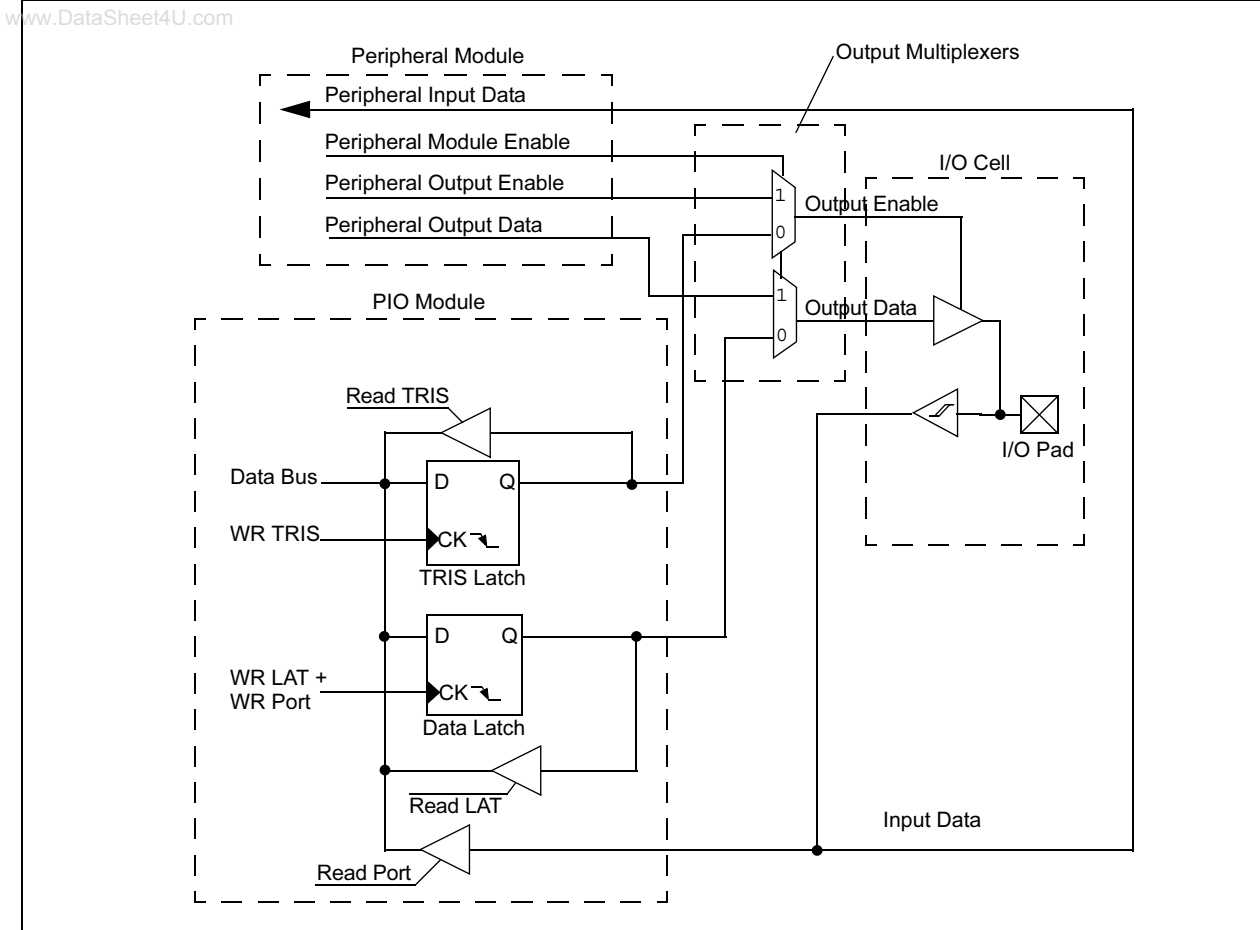 www.DataSheet4U.com
Peripheral Module
Output Multiplexers
Peripheral Input Data
Peripheral Module Enable
Peripheral Output Enable
Peripheral Output Data
1
0
1
0
Output Enable
Output Data
I/O Cell
I/O Pad
PIO Module
Read TRIS
Data Bus
D
Q
WR TRIS
CK
TRIS Latch
D
Q
WR LAT +
WR Port
CK
Data Latch
Read LAT
Input Data
Read Port